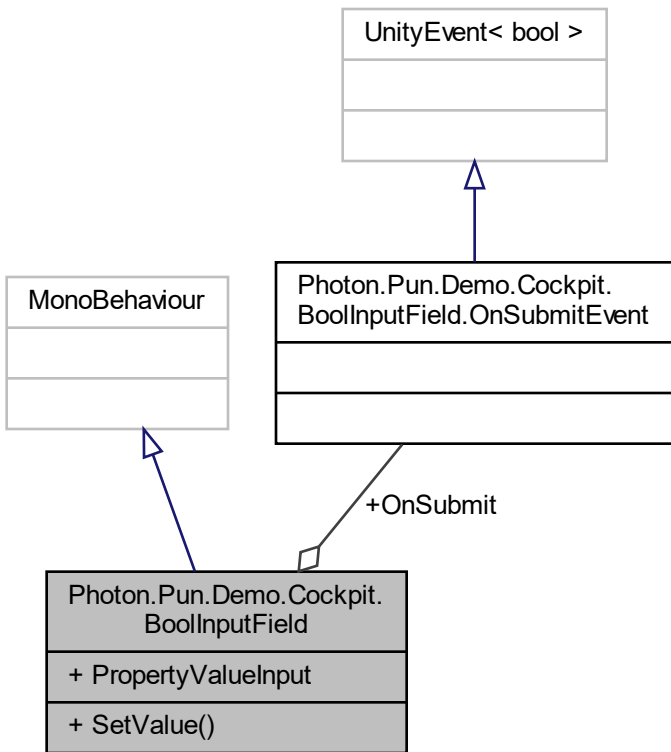 UnityEvent< bool >
MonoBehaviour
Photon.Pun.Demo.Cockpit.
BoolInputField.OnSubmitEvent
+OnSubmit
Photon.Pun.Demo.Cockpit.
BoolInputField
+ PropertyValueInput
+ SetValue()